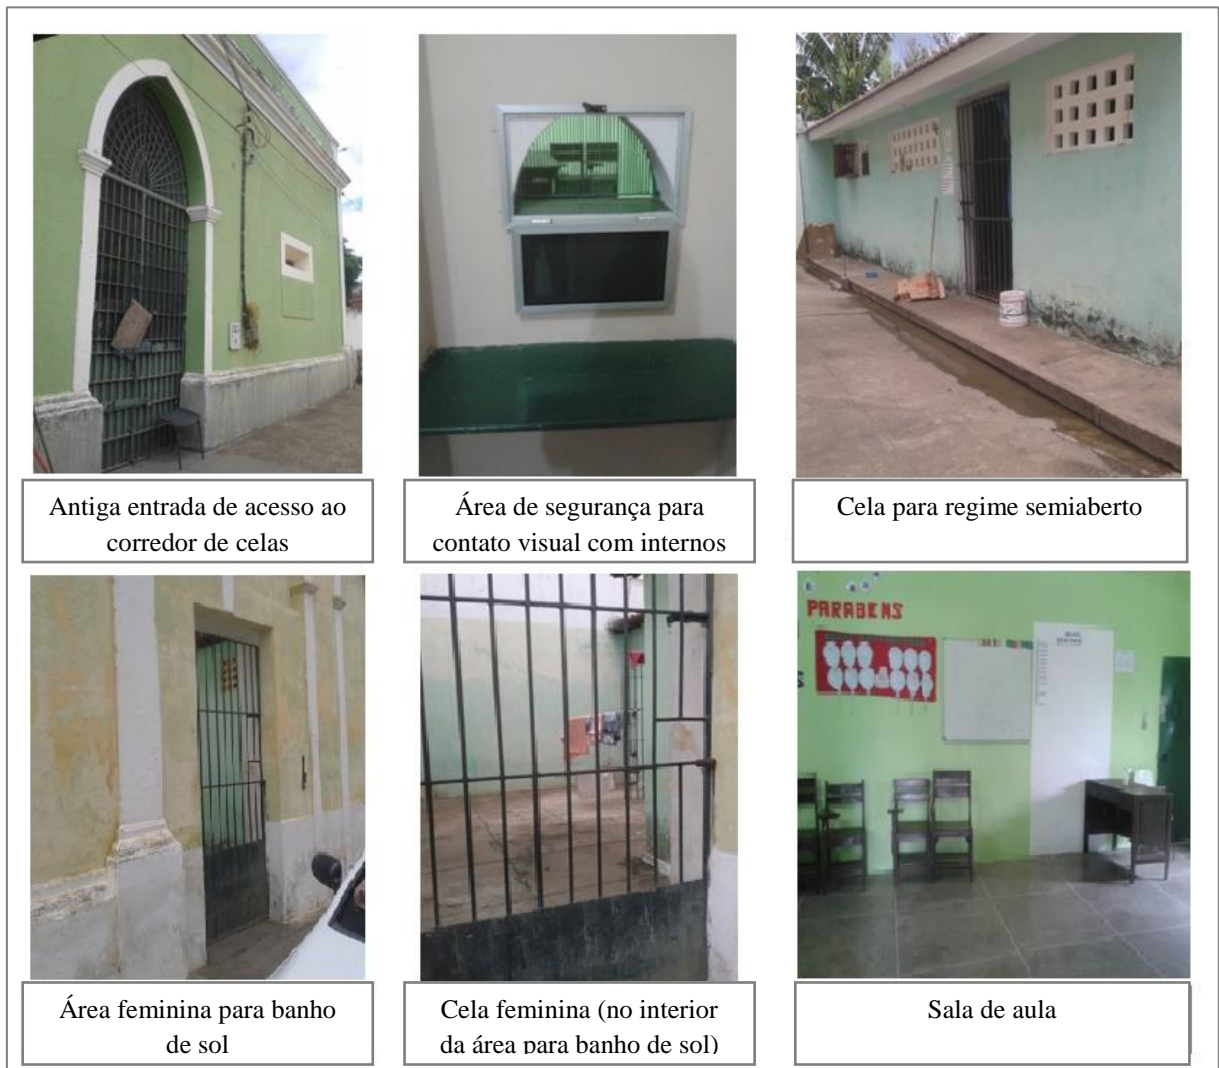 Antiga entrada de acesso ao
corredor de celas
Área de segurança para
contato visual com internos
Cela para regime semiaberto
PARABENS
Área feminina para banho
de sol
Cela feminina (no interior
da área para banho de sol)
Sala de aula